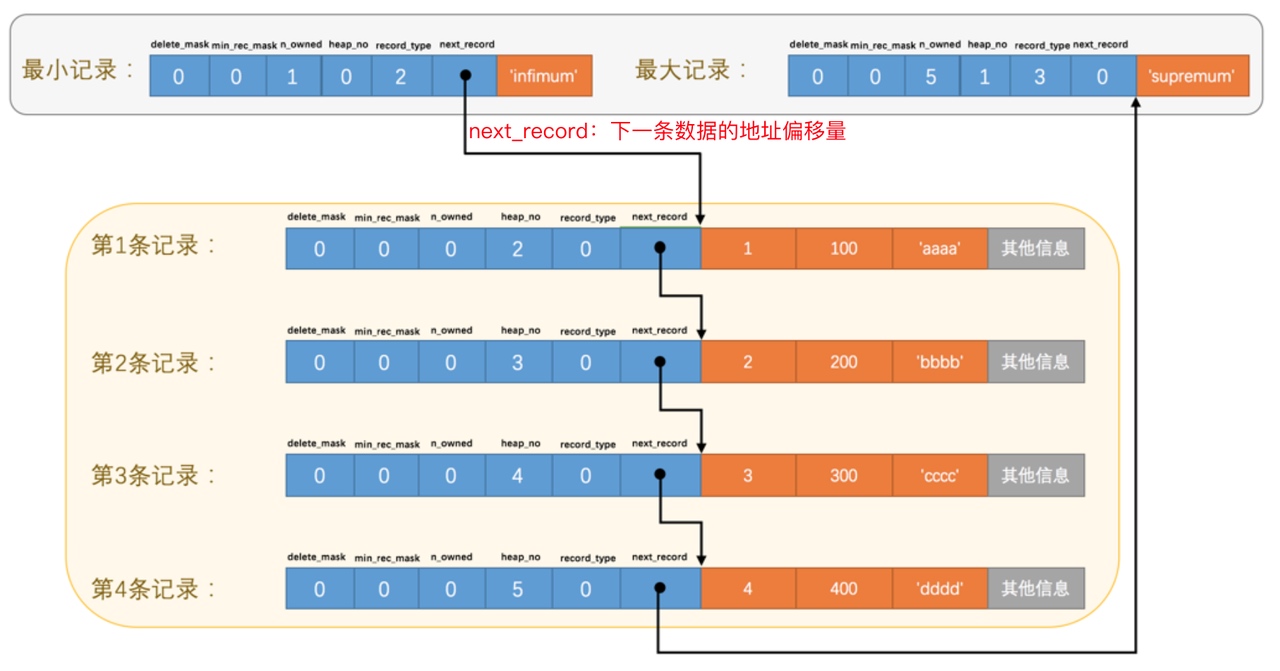 delete_mask min_rec_mask n_owned heap_no record_type next_record
最小记录： 0 0 1 0 2 'infimum'
delete_mask min_rec_mask n_owned heap_no record_type next_record
最大记录： 0 0 5 1 3 0 'supremum'
next_record：下一条数据的地址偏移量
delete_mask min_rec_mask n_owned heap_no record_type next_record
第1条记录： 0 0 0 2 0 1 100 'aaaa' 其他信息
delete_mask min_rec_mask n_owned heap_no record_type next_record
第2条记录： 0 0 0 3 0 2 200 'bbbb' 其他信息
delete_mask min_rec_mask n_owned heap_no record_type next_record
第3条记录： 0 0 0 4 0 3 300 'cccc' 其他信息
delete_mask min_rec_mask n_owned heap_no record_type next_record
第4条记录： 0 0 0 5 0 4 400 'dddd' 其他信息